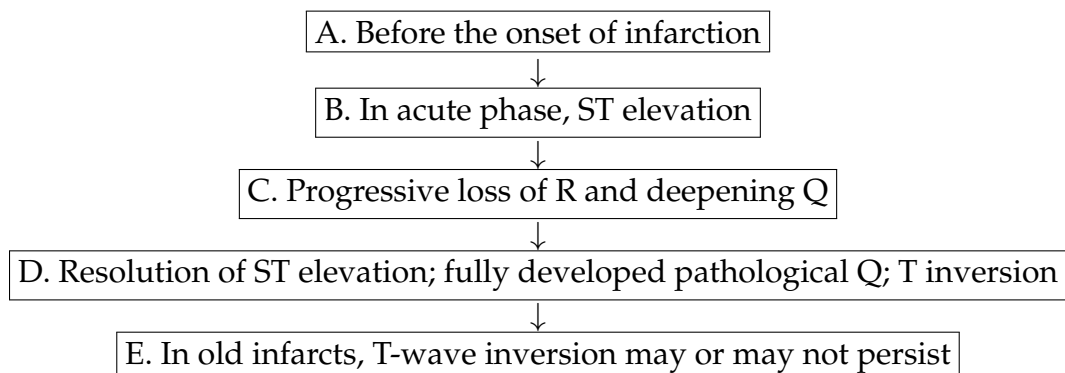 A. Before the onset of infarction
B. In acute phase, ST elevation
C. Progressive loss of R and deepening Q
D. Resolution of ST elevation; fully developed pathological Q; T inversion
E. In old infarcts, T-wave inversion may or may not persist